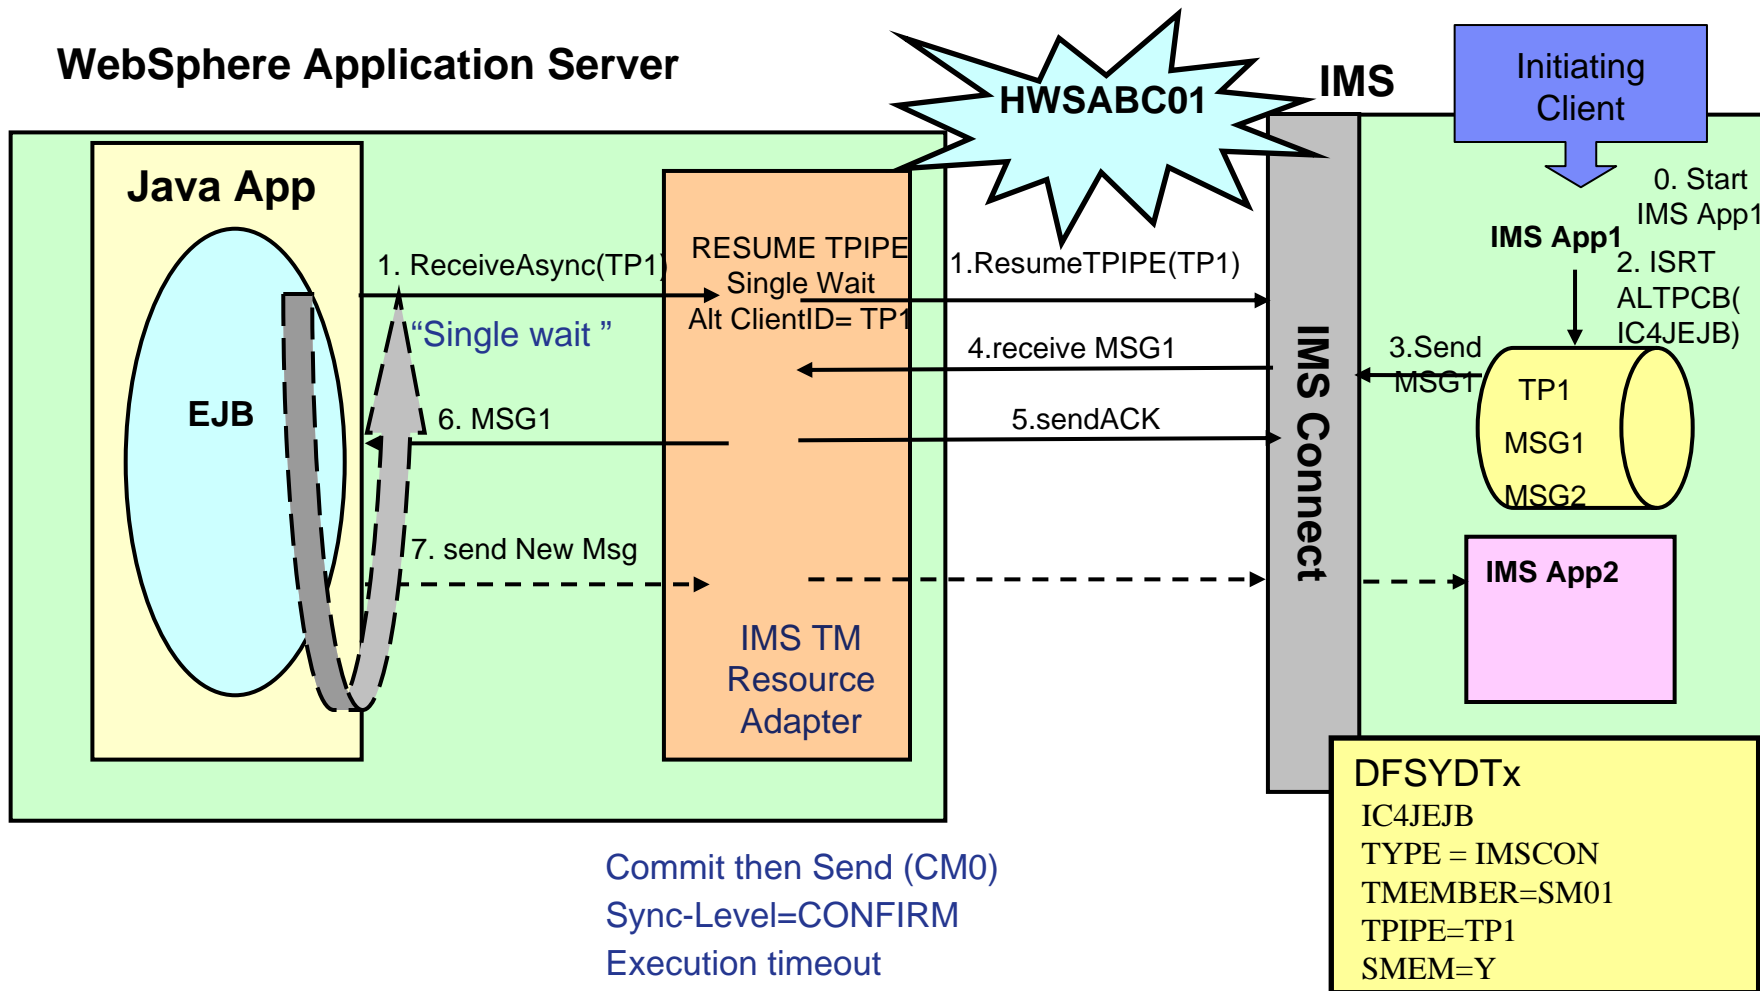 WebSphere Application Server
HWSABC01
IMS
Initiating
Client
Java App
0. Start
IMS App1
IMS App1
1. ReceiveAsync(TP1)
RESUME TPIPE
Single Wait
Alt ClientID= TP1
1.ResumeTPIPE(TP1)
2. ISRT
ALTPCB(
IC4JEJB)
“Single wait ”
4.receive MSG1
3.Send
MSG1
IMS Connect
TP1
MSG1
MSG2
EJB
6. MSG1
5.sendACK
7. send New Msg
IMS App2
IMS TM
Resource
Adapter
DFSYDTx
IC4JEJB
TYPE = IMSCON
TMEMBER=SM01
TPIPE=TP1
SMEM=Y
Commit then Send (CM0)
Sync-Level=CONFIRM
Execution timeout